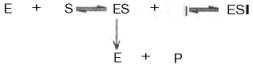 E + S ⇌ ES + I ⇌ ESI
E + P